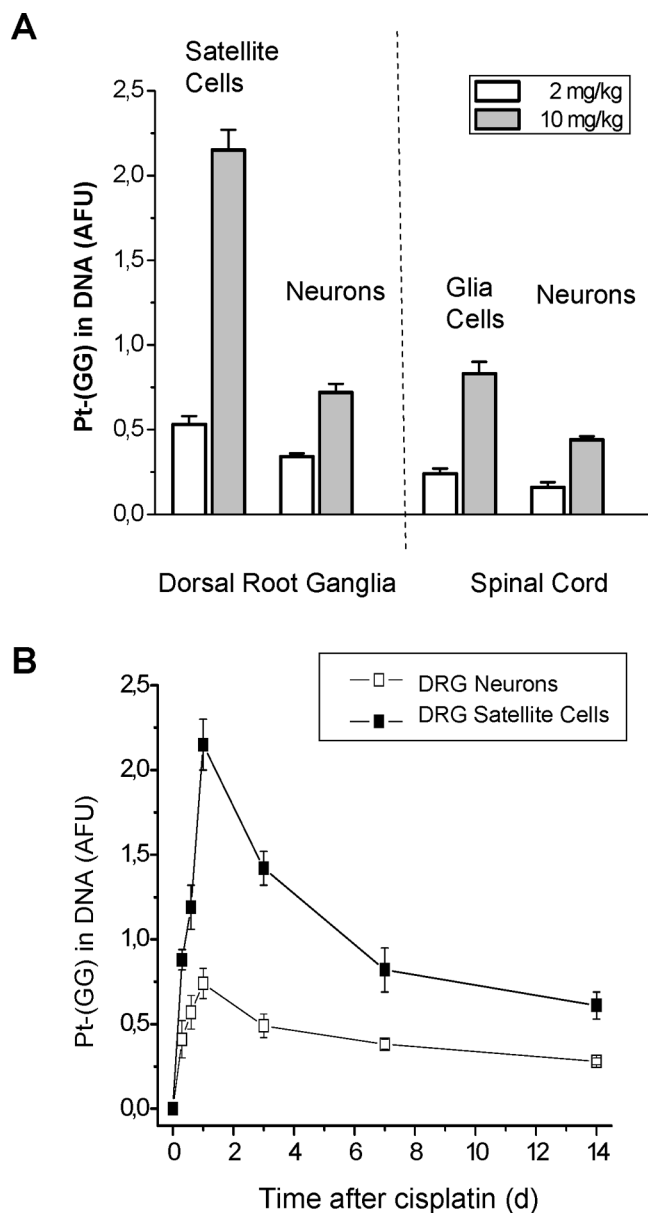 A
Satellite
Cells
2 mg/kg
10 mg/kg
2,5
2,0
1,5
1,0
0,5
0,0
Pt-(GG) in DNA (AFU)
Neurons
Glia
Cells
Neurons
Dorsal Root Ganglia
Spinal Cord
B
DRG Neurons
DRG Satellite Cells
2,5
2,0
1,5
1,0
0,5
0,0
Pt-(GG) in DNA (AFU)
0 2 4 6 8 10 12 14
Time after cisplatin (d)